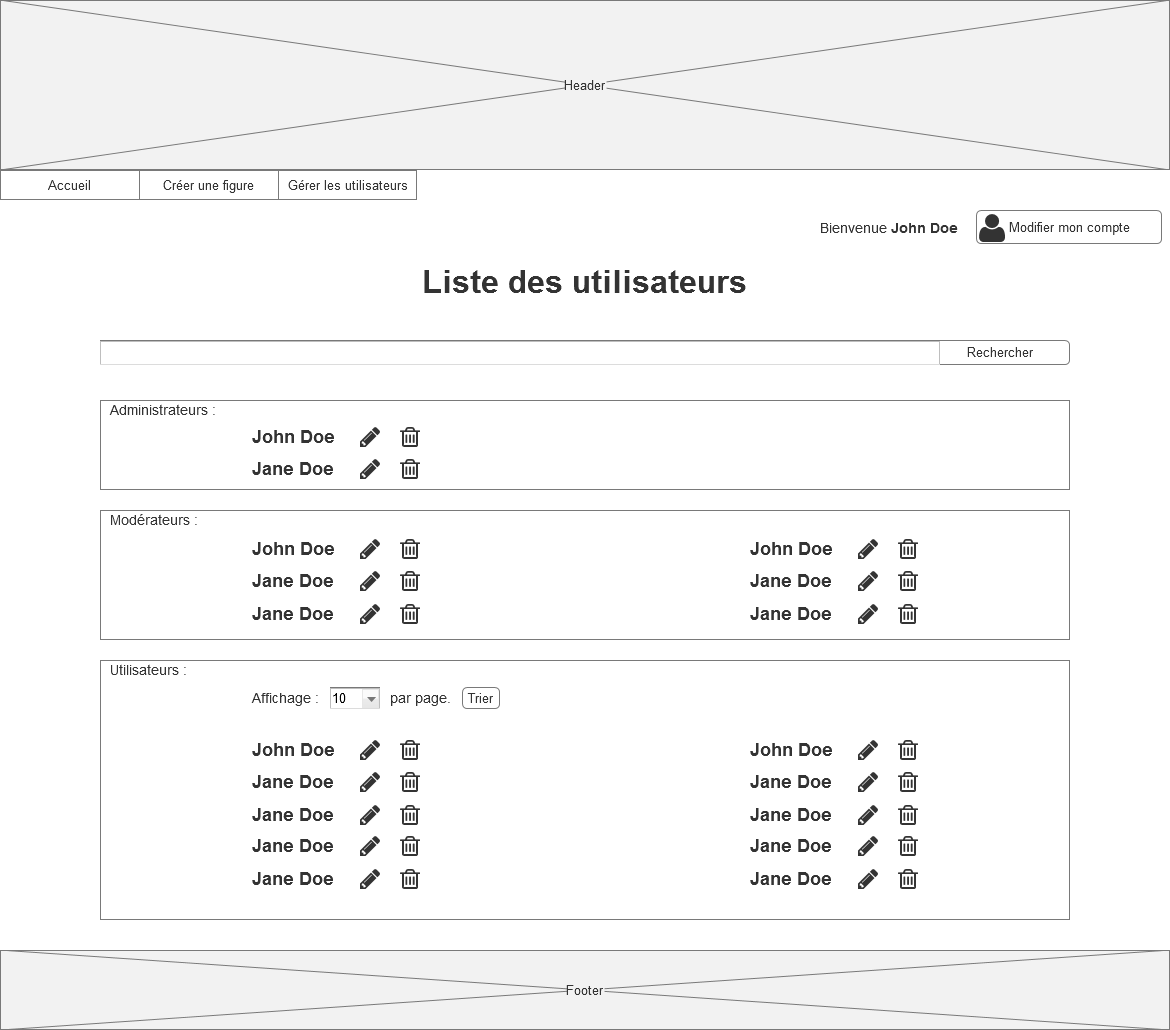 Header
Accueil Créer une figure Gérer les utilisateurs
Bienvenue John Doe Modifier mon compte
Liste des utilisateurs
Rechercher
Administrateurs :
John Doe
Jane Doe
Modérateurs :
John Doe John Doe
Jane Doe Jane Doe
Jane Doe Jane Doe
Utilisateurs :
Affichage : 10 par page. Trier
John Doe John Doe
Jane Doe Jane Doe
Jane Doe Jane Doe
Jane Doe Jane Doe
Jane Doe Jane Doe
Footer